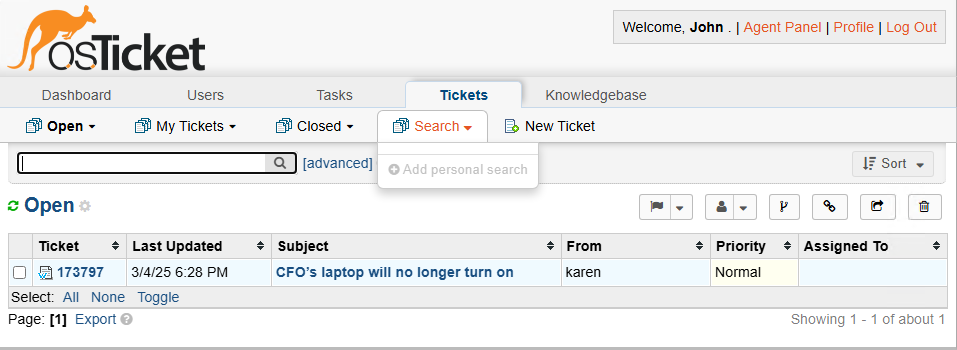 osTicket
Welcome, John . | Agent Panel | Profile | Log Out
Dashboard Users Tasks Tickets Knowledgebase
Open My Tickets Closed Search New Ticket
[advanced] Sort
Add personal search
Open
Ticket Last Updated Subject From Priority Assigned To
173797 3/4/25 6:28 PM CFO's laptop will no longer turn on karen Normal
Select: All None Toggle
Page: [1] Export Showing 1 - 1 of about 1